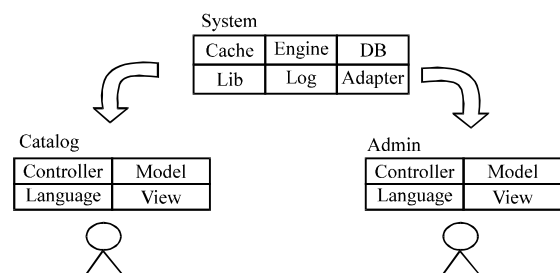 System
Cache Engine DB
Lib Log Adapter
Catalog
Controller Model
Language View
Admin
Controller Model
Language View